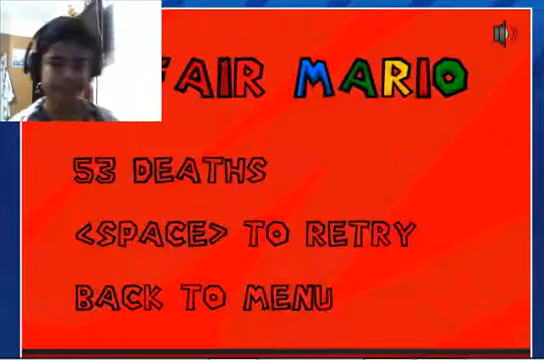 FAIR MARIO
53 DEATHS
<SPACE> TO RETRY
BACK TO MENU